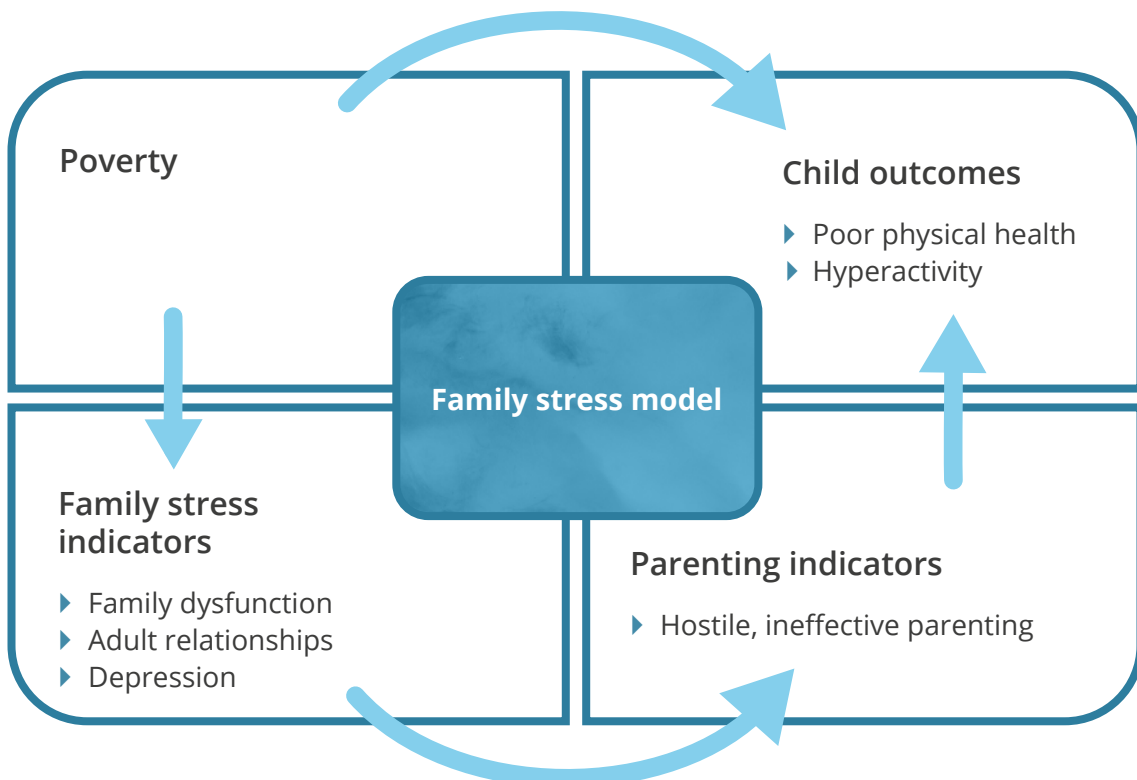 Poverty
Child outcomes
Poor physical health
Hyperactivity
Family stress model
Family stress
indicators
Family dysfunction
Adult relationships
Depression
Parenting indicators
Hostile, ineffective parenting